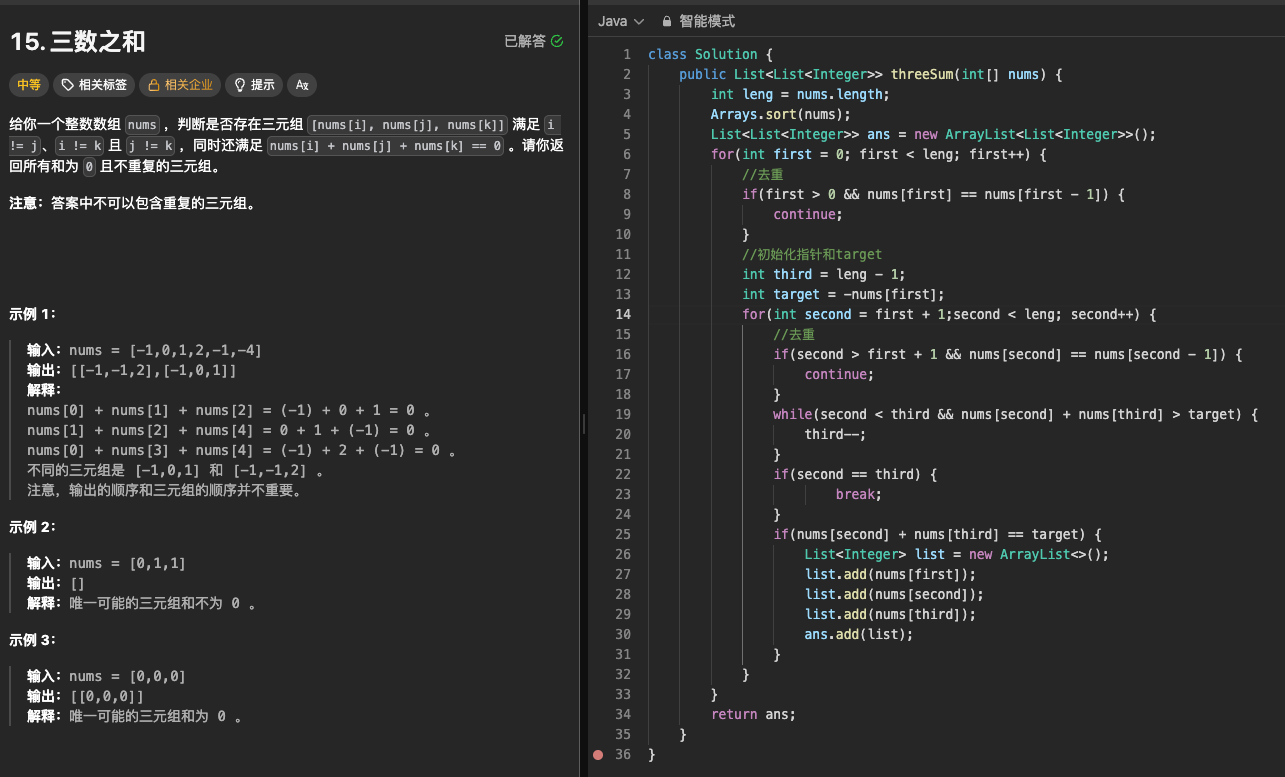 15. 三数之和
已解答
中等 相关标签 相关企业 提示 Aa
给你一个整数数组 nums ，判断是否存在三元组 [nums[i], nums[j], nums[k]] 满足 i
!= j、i != k 且 j != k ，同时还满足 nums[i] + nums[j] + nums[k] == 0 。请你返
回所有和为 0 且不重复的三元组。
注意：答案中不可以包含重复的三元组。
示例 1：
输入：nums = [-1,0,1,2,-1,-4]
输出：[[-1,-1,2],[-1,0,1]]
解释：
nums[0] + nums[1] + nums[2] = (-1) + 0 + 1 = 0 。
nums[1] + nums[2] + nums[4] = 0 + 1 + (-1) = 0 。
nums[0] + nums[3] + nums[4] = (-1) + 2 + (-1) = 0 。
不同的三元组是 [-1,0,1] 和 [-1,-1,2] 。
注意，输出的顺序和三元组的顺序并不重要。
示例 2：
输入：nums = [0,1,1]
输出：[]
解释：唯一可能的三元组和不为 0 。
示例 3：
输入：nums = [0,0,0]
输出：[[0,0,0]]
解释：唯一可能的三元组和为 0 。
Java 智能模式
1 class Solution {
2 public List<List<Integer>> threeSum(int[] nums) {
3 int leng = nums.length;
4 Arrays.sort(nums);
5 List<List<Integer>> ans = new ArrayList<List<Integer>>();
6 for(int first = 0; first < leng; first++) {
7 //去重
8 if(first > 0 && nums[first] == nums[first - 1]) {
9 continue;
10 }
11 //初始化指针和target
12 int third = leng - 1;
13 int target = -nums[first];
14 for(int second = first + 1;second < leng; second++) {
15 //去重
16 if(second > first + 1 && nums[second] == nums[second - 1]) {
17 continue;
18 }
19 while(second < third && nums[second] + nums[third] > target) {
20 third--;
21 }
22 if(second == third) {
23 break;
24 }
25 if(nums[second] + nums[third] == target) {
26 List<Integer> list = new ArrayList<>();
27 list.add(nums[first]);
28 list.add(nums[second]);
29 list.add(nums[third]);
30 ans.add(list);
31 }
32 }
33 }
34 return ans;
35 }
36 }